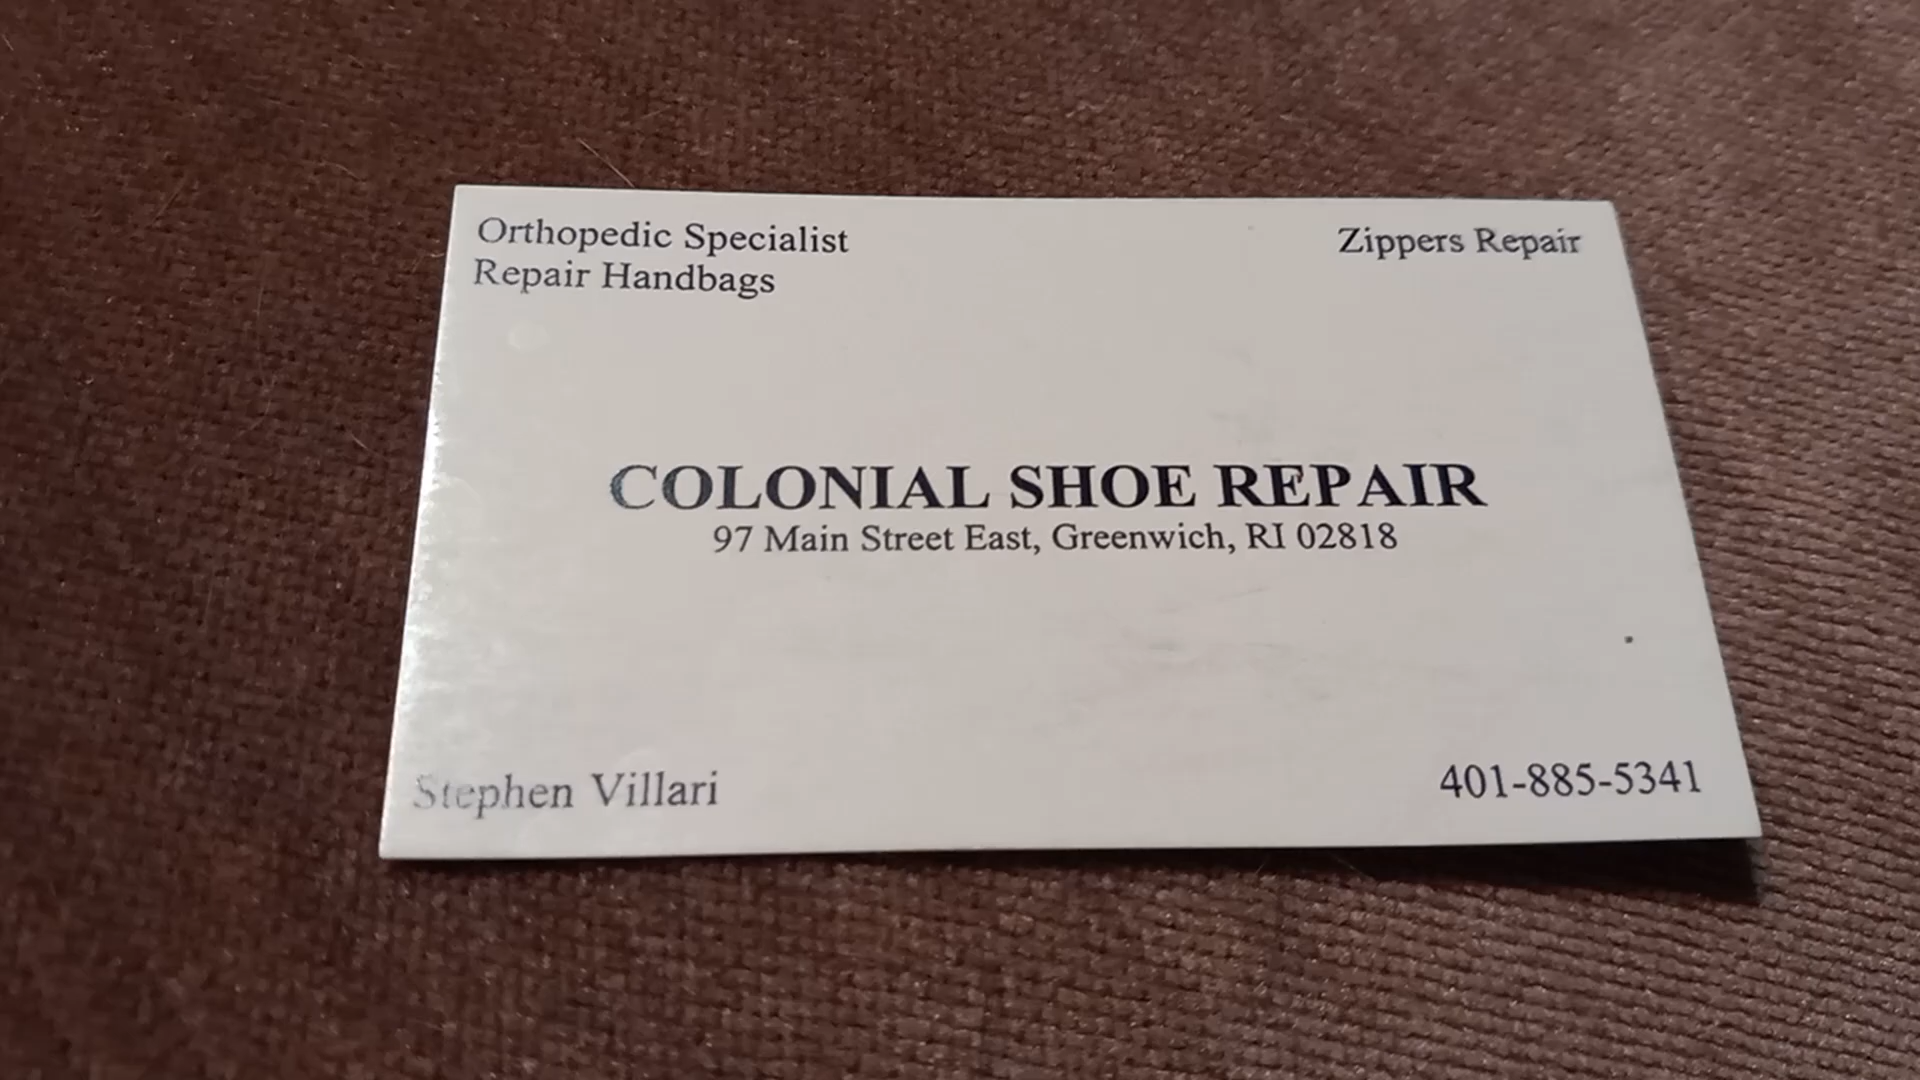 Orthopedic Specialist
Repair Handbags
Zippers Repair
COLONIAL SHOE REPAIR
97 Main Street East, Greenwich, RI 02818
Stephen Villari
401-885-5341